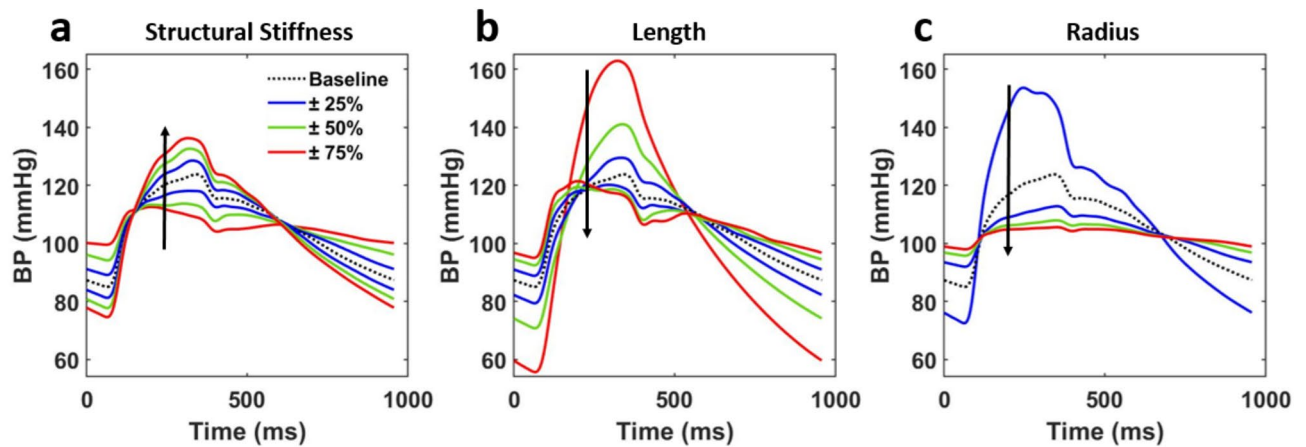 a Structural Stiffness
160
140
120
100
80
60
BP (mmHg)
Baseline
± 25%
± 50%
± 75%
0 500 1000
Time (ms)
b Length
160
140
120
100
80
60
BP (mmHg)
0 500 1000
Time (ms)
c Radius
160
140
120
100
80
60
BP (mmHg)
0 500 1000
Time (ms)